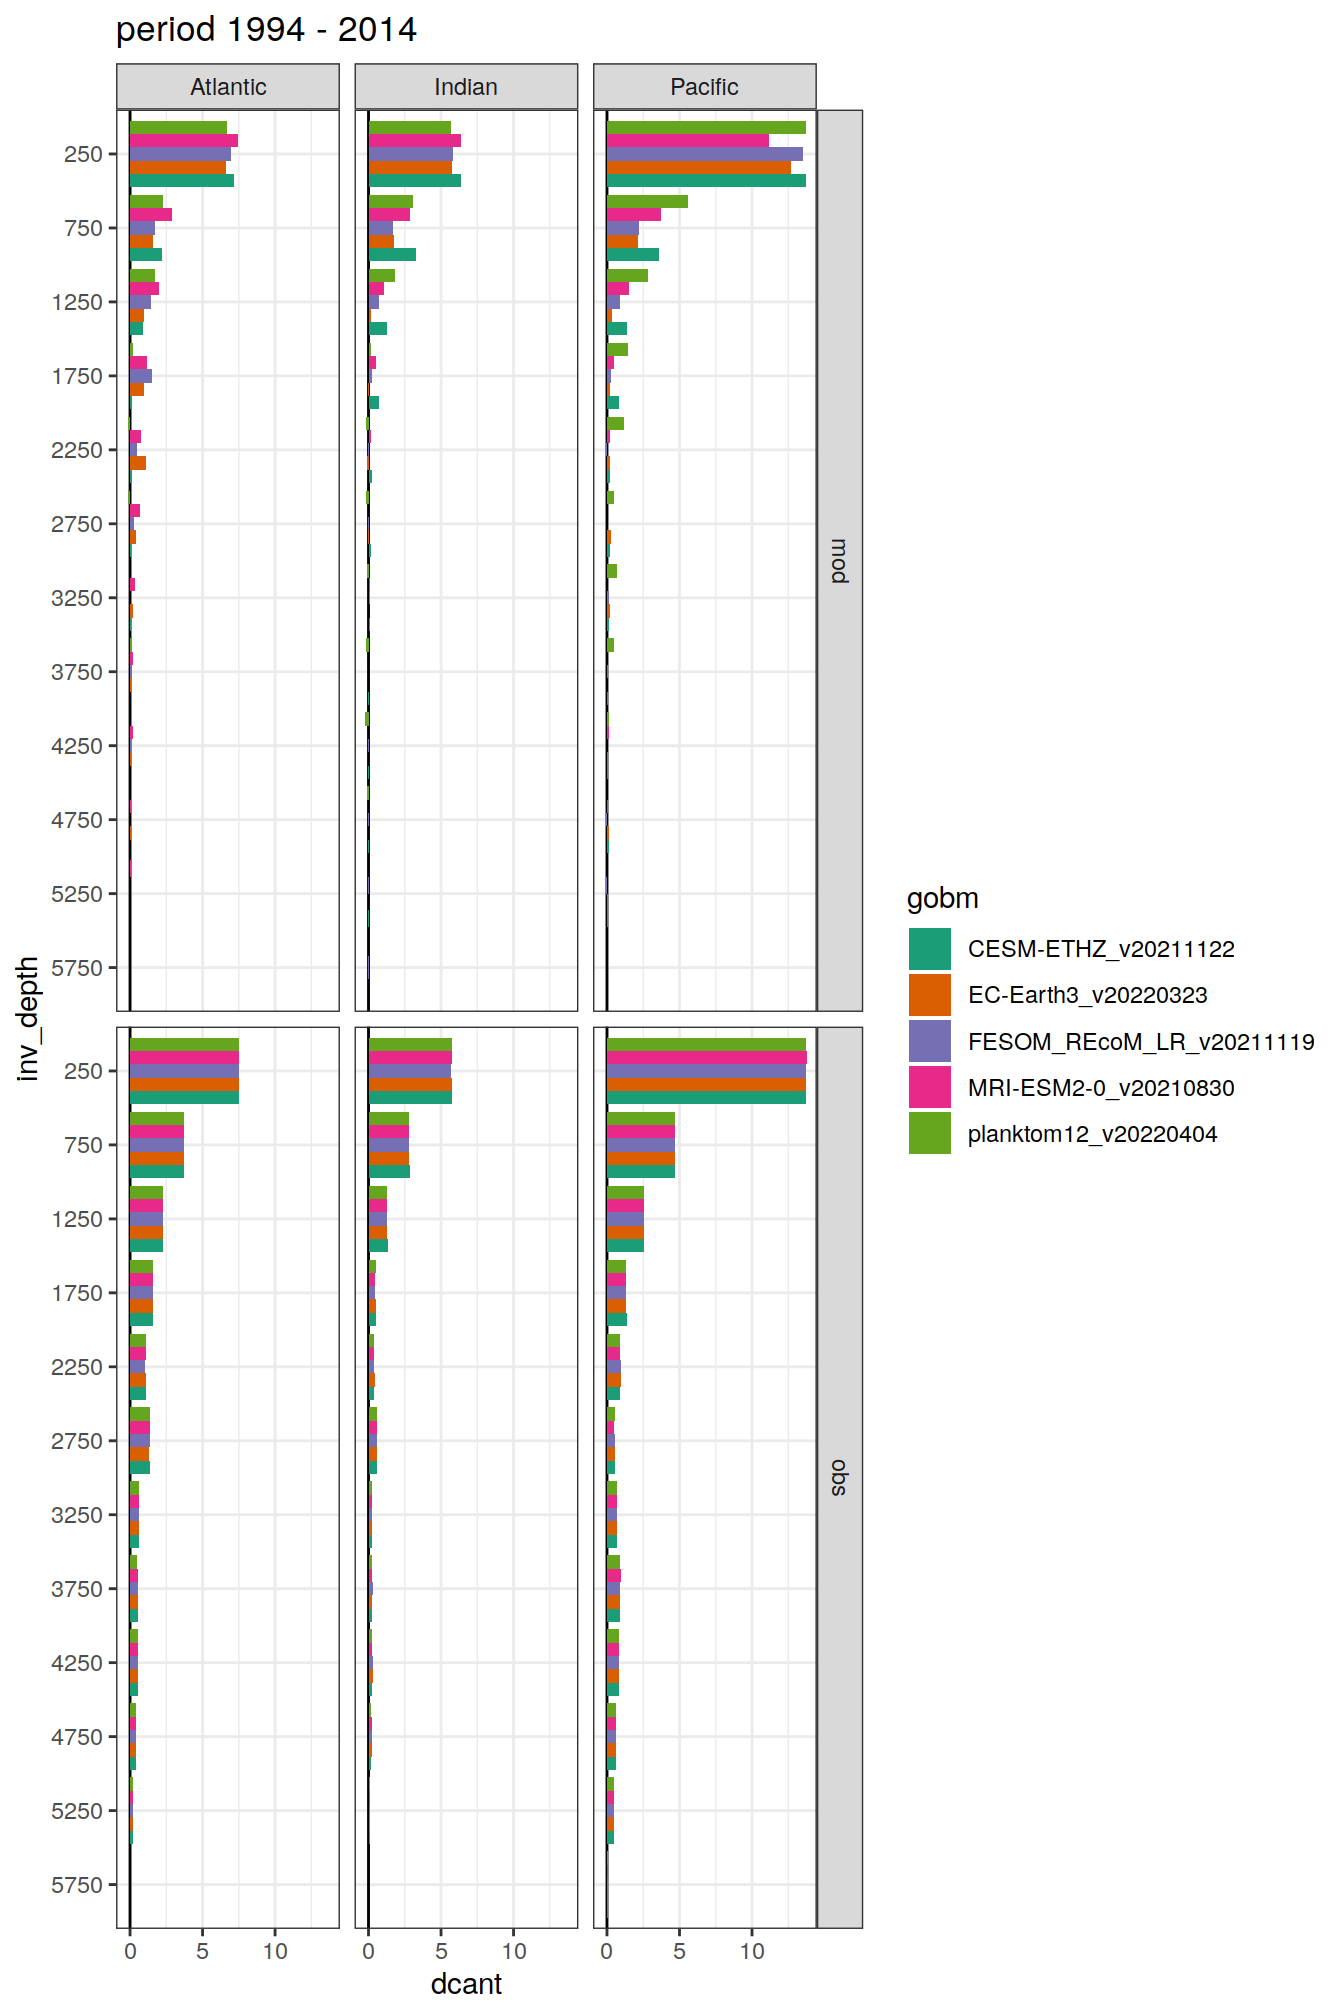 period 1994 - 2014
Atlantic
Indian
Pacific
250
750
1250
1750
2250
2750
3250
3750
4250
4750
5250
5750
mod
250
750
1250
1750
2250
2750
3250
3750
4250
4750
5250
5750
obs
inv_depth
0 5 10
0 5 10
0 5 10
dcant
gobm
CESM-ETHZ_v20211122
EC-Earth3_v20220323
FESOM_REcoM_LR_v20211119
MRI-ESM2-0_v20210830
planktom12_v20220404